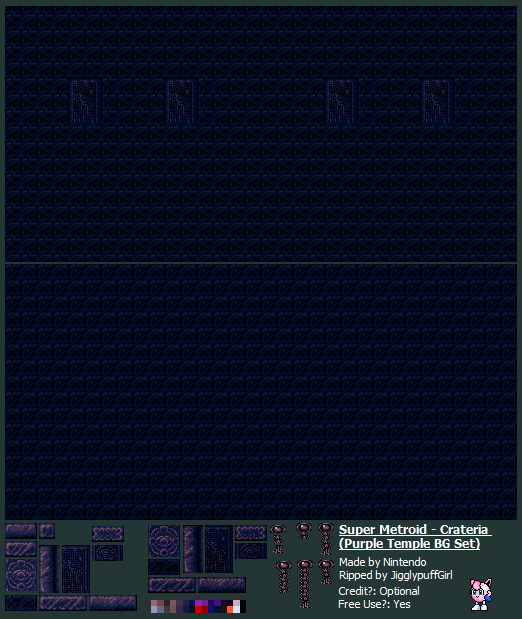 Super Metroid - Crateria
(Purple Temple BG Set)
Made by Nintendo
Ripped by JigglypuffGirl
Credit?: Optional
Free Use?: Yes